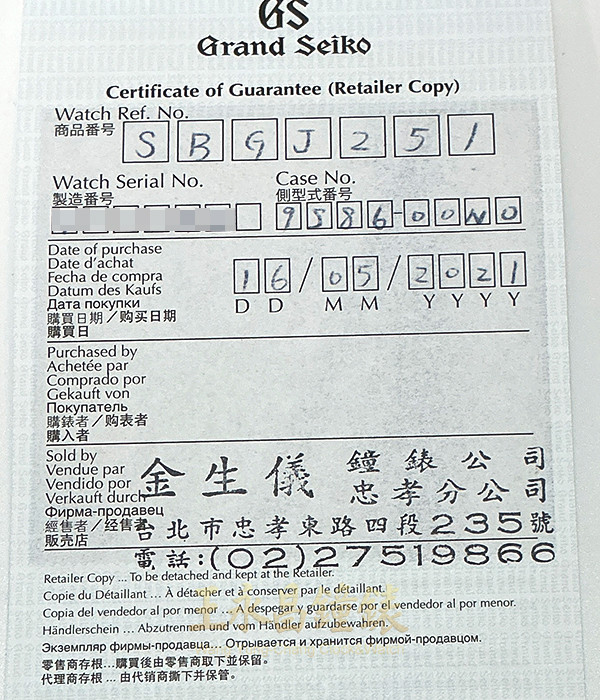 GS
Grand Seiko
Certificate of Guarantee (Retailer Copy)
Watch Ref. No.
商品番号
S B G J 2 5 1
Watch Serial No.
製造番号
Case No.
側型式番号
9S86-00N0
Date of purchase
Date d'achat
Fecha de compra
Datum des Kaufs
Дата покупки
購買日期／购买日期
購買日
16/05/2021
D D M M Y Y Y Y
Purchased by
Achetée par
Comprado por
Gekauft von
Покупатель
購錶者／购表者
購入者
Sold by
Vendue par
Vendido por
Verkauft durch
Фирма-продавец
經售者／经售者
販売店
金生儀
鐘錶公司
忠孝分公司
台北市忠孝東路四段235號
電話:(02)27519866
Retailer Copy ... To be detached and kept at the Retailer.
Copie du Détaillant ... À détacher et à conserver par le détaillant.
Copia del vendedor al por menor ... A despegar y guardarse por el vendedor al por menor.
Händlerschein ... Abzutrennen und vom Händler aufzubewahren.
Экземпляр фирмы-продавца... Отрывается и хранится фирмой-продавцом.
零售商存根...購買後由零售商取下並保留。
代理商存根 ... 由代销商撕下并保管。